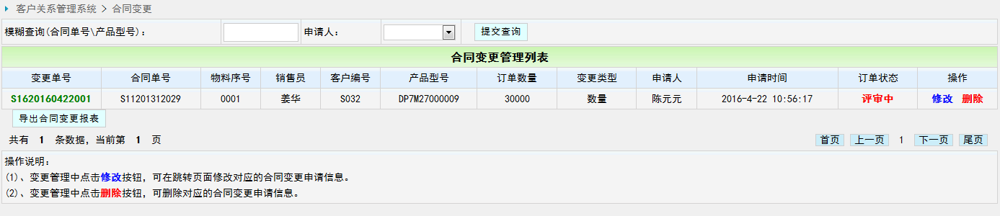 客户关系管理系统 > 合同变更
模糊查询(合同单号\产品型号): 申请人: 提交查询
合同变更管理列表
变更单号 合同单号 物料序号 销售员 客户编号 产品型号 订单数量 变更类型 申请人 申请时间 订单状态 操作
S1620160422001 S11201312029 0001 姜华 S032 DP7M27000009 30000 数量 陈元元 2016-4-22 10:56:17 评审中 修改 删除
导出合同变更报表
共有 1 条数据，当前第 1 页 首页 上一页 1 下一页 尾页
操作说明:
(1)、变更管理中点击修改按钮，可在跳转页面修改对应的合同变更申请信息。
(2)、变更管理中点击删除按钮，可删除对应的合同变更申请信息。